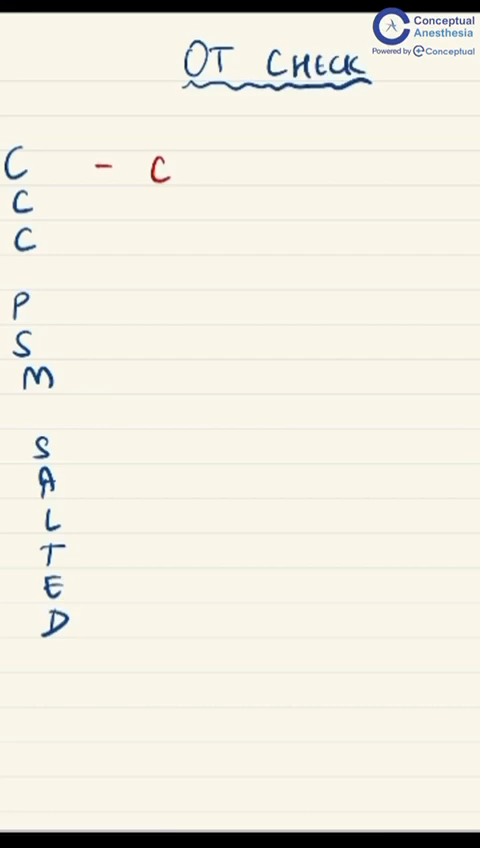 Conceptual
Anesthesia
Powered by Conceptual
OT CHECK
C - C
C
C
P
S
M
S
A
L
T
E
D